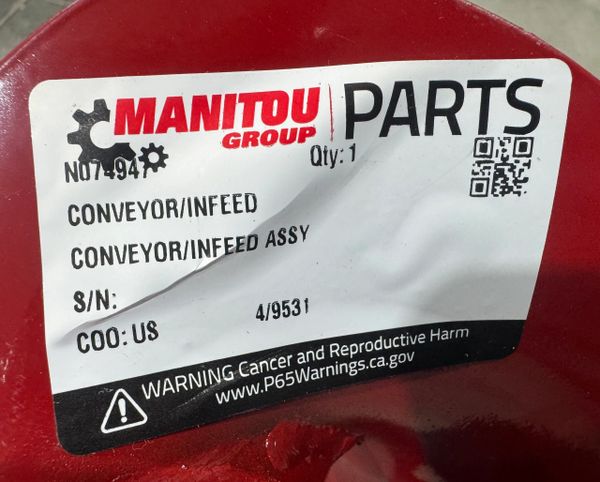 MANITOU
GROUP
PARTS
N074947 Qty: 1
CONVEYOR/INFEED
CONVEYOR/INFEED ASSY
S/N:
COO: US 4/9531
WARNING Cancer and Reproductive Harm
www.P65Warnings.ca.gov